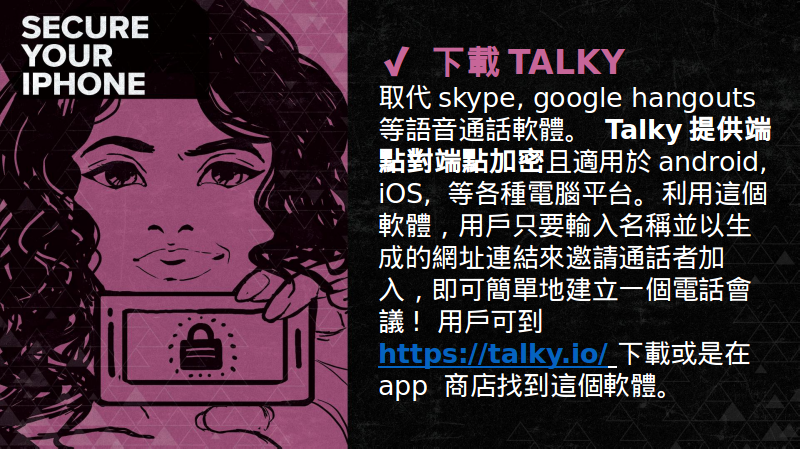 SECURE
YOUR
IPHONE
✓ 下載 TALKY
取代 skype, google hangouts
等語音通話軟體。 Talky 提供端
點對端點加密且適用於 android,
iOS, 等各種電腦平台。利用這個
軟體，用戶只要輸入名稱並以生
成的網址連結來邀請通話者加
入，即可簡單地建立一個電話會
議！ 用戶可到
https://talky.io/ 下載或是在
app 商店找到這個軟體。